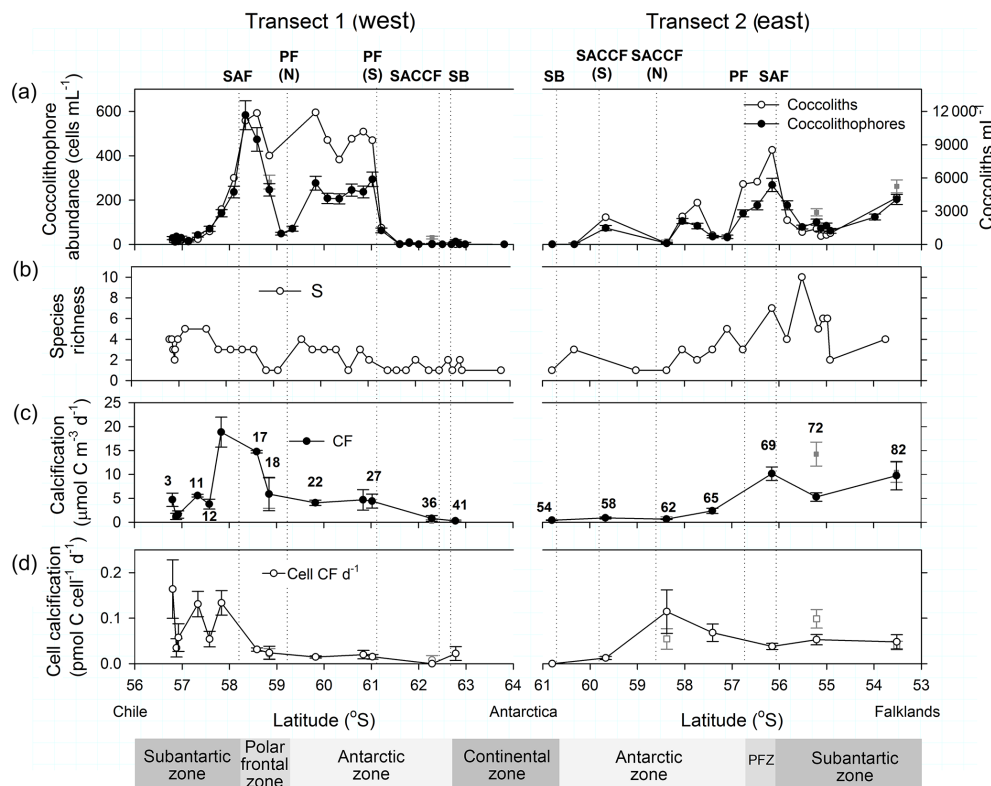 Transect 1 (west)
Transect 2 (east)
SAF
PF
(N)
PF
(S)
SACCF
SB
SB
SACCF
(S)
SACCF
(N)
PF
SAF
(a)
Coccolithophore
abundance (cells mL⁻¹)
600
400
200
0
Coccoliths
Coccolithophores
12 000
9000
6000
3000
0
Coccoliths mL⁻¹
(b)
Species
richness
10
8
6
4
2
0
S
(c)
Calcification
(µmol C m⁻³ d⁻¹)
25
20
15
10
5
0
CF
3
11
12
17
18
22
27
36
41
54
58
62
65
69
72
82
(d)
Cell calcification
(pmol C cell⁻¹ d⁻¹)
0.2
0.1
0.0
Cell CF d⁻¹
56 57 58 59 60 61 62 63 64
61 60 59 58 57 56 55 54 53
Chile
Latitude (°S)
Antarctica
Latitude (°S)
Falklands
Subantartic
zone
Polar
frontal
zone
Antarctic
zone
Continental
zone
Antarctic
zone
PFZ
Subantartic
zone